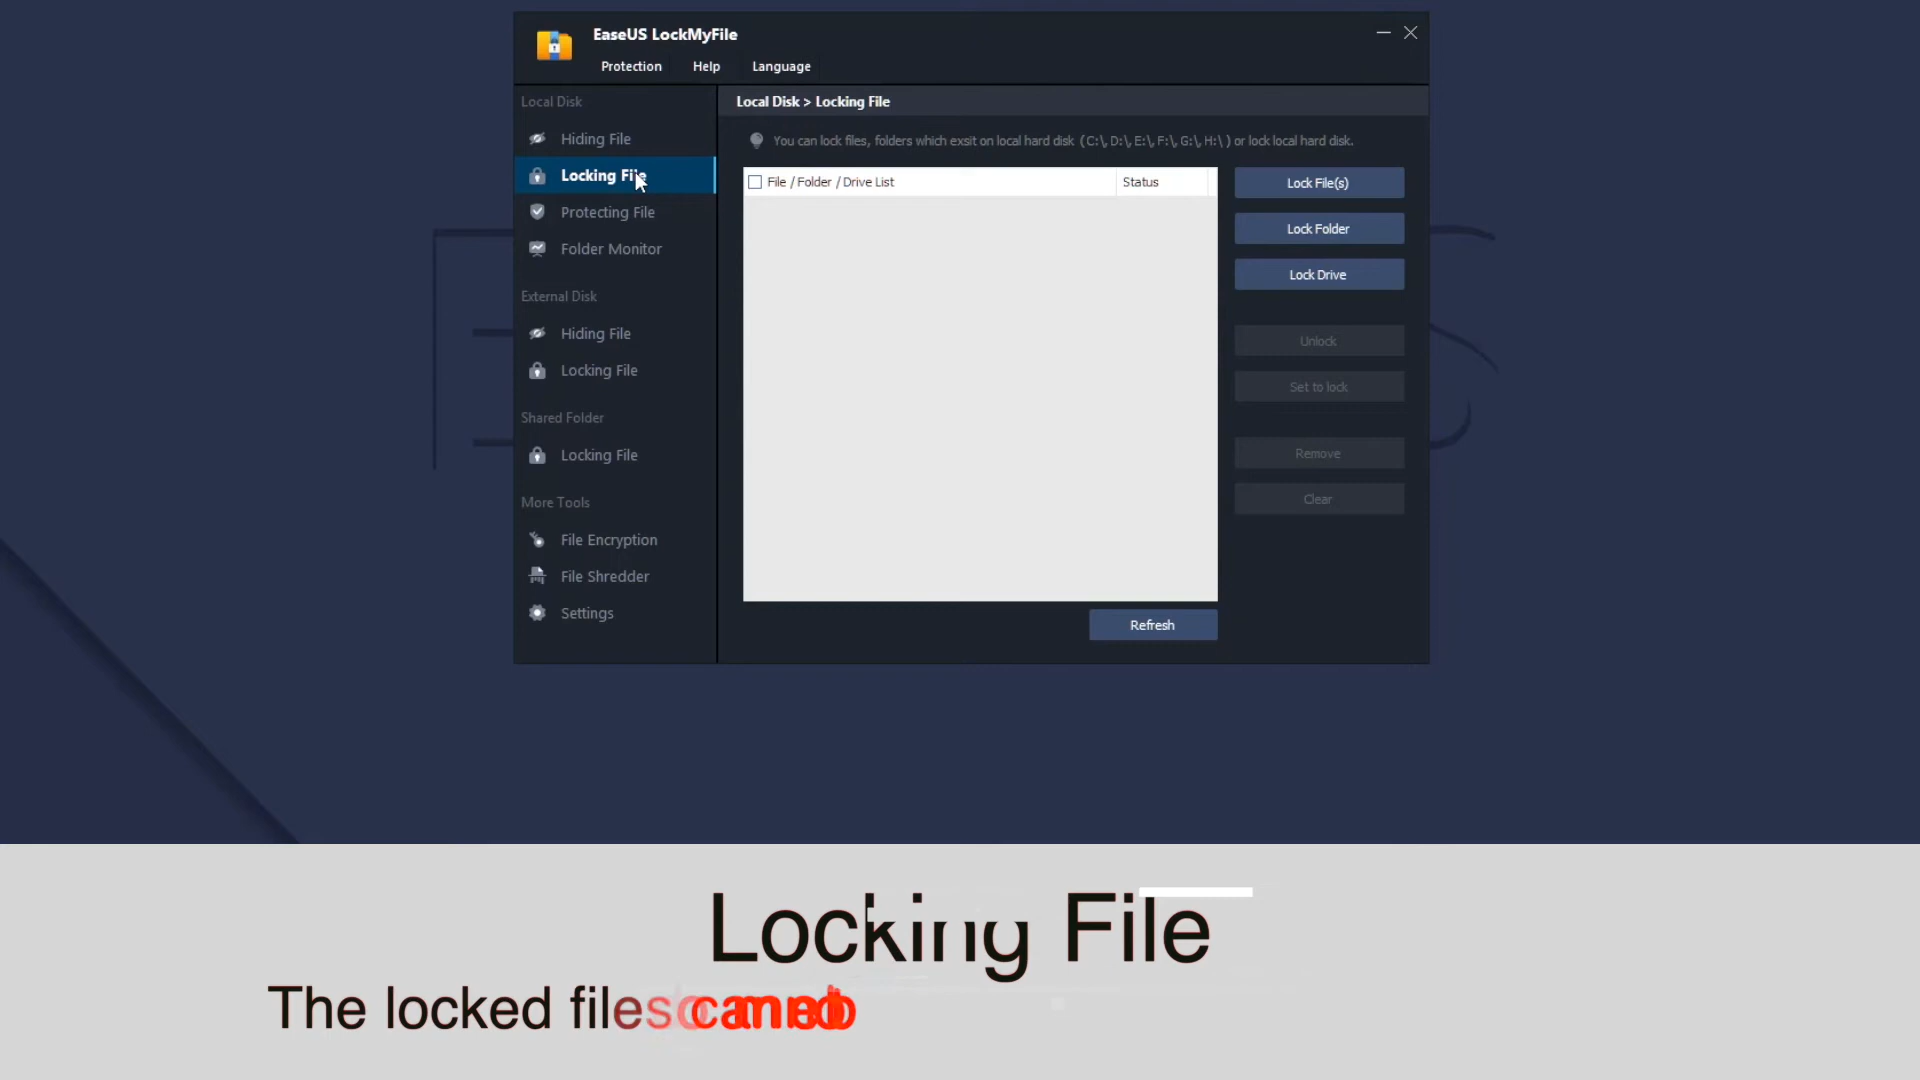 EaseUS LockMyFile
Protection Help Language
Local Disk
Hiding File
Locking File
Protecting File
Folder Monitor
External Disk
Hiding File
Locking File
Shared Folder
Locking File
More Tools
File Encryption
File Shredder
Settings
Local Disk > Locking File
You can lock files, folders which exsit on local hard disk (C:\, D:\, E:\, F:\, G:\, H:\ ) or lock local hard disk.
File / Folder / Drive List Status
Lock File(s)
Lock Folder
Lock Drive
Unlock
Set to lock
Remove
Clear
Refresh
Locking File
The locked files